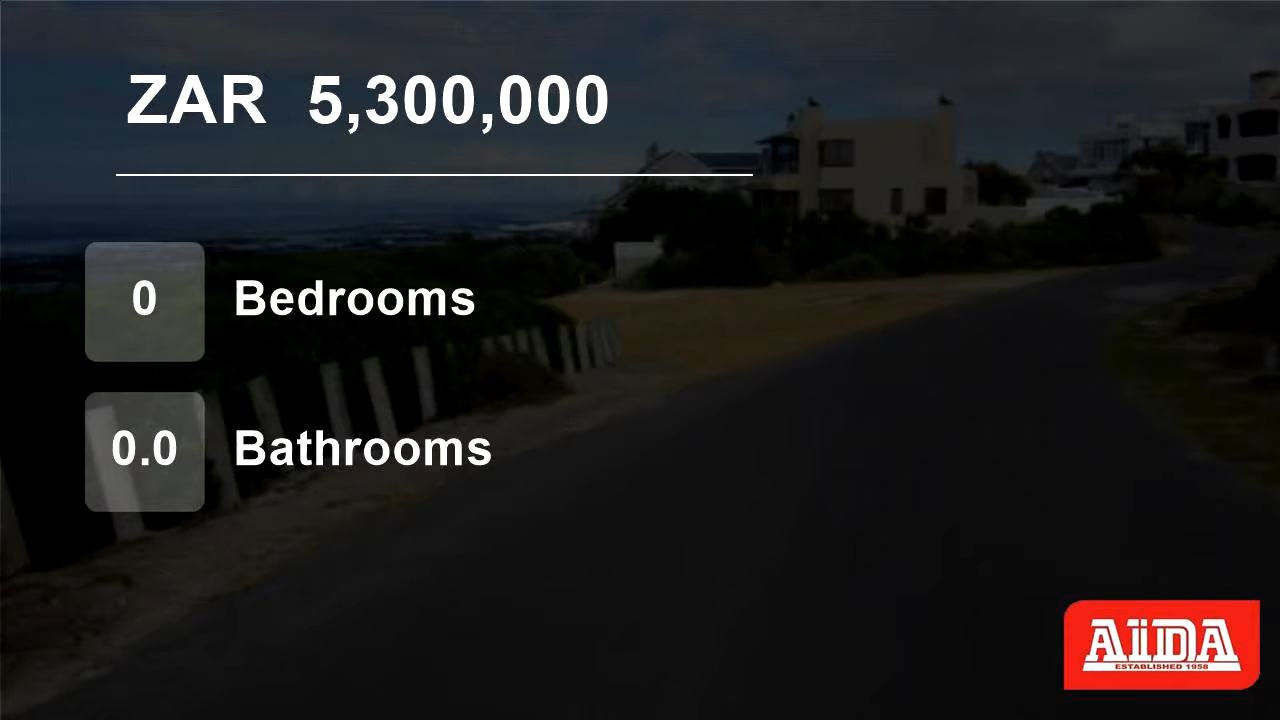 ZAR 5,300,000
0 Bedrooms
0.0 Bathrooms
AiDA
ESTABLISHED 1958